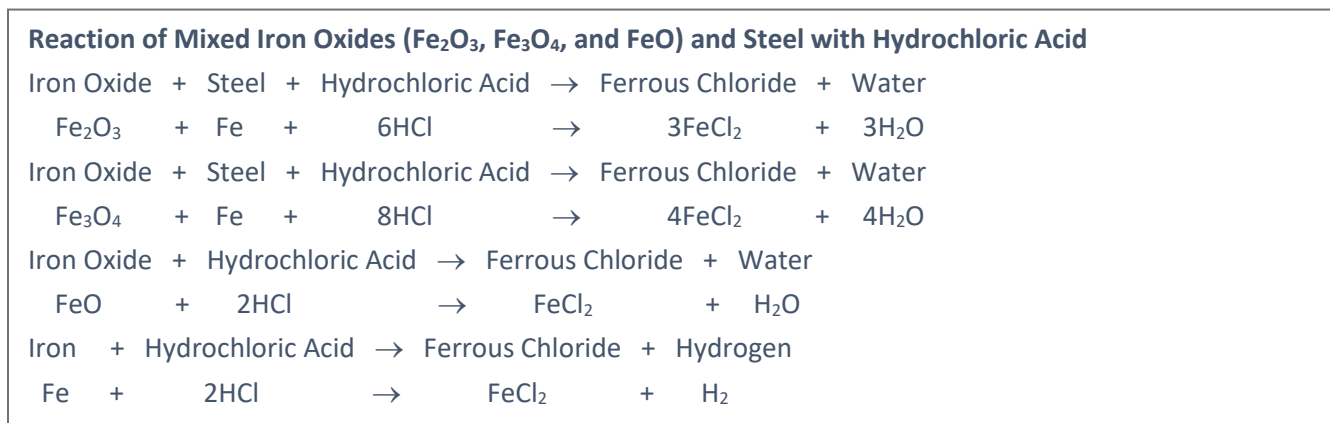 Reaction of Mixed Iron Oxides (Fe₂O₃, Fe₃O₄, and FeO) and Steel with Hydrochloric Acid
Iron Oxide + Steel + Hydrochloric Acid → Ferrous Chloride + Water
Fe₂O₃ + Fe + 6HCl → 3FeCl₂ + 3H₂O
Iron Oxide + Steel + Hydrochloric Acid → Ferrous Chloride + Water
Fe₃O₄ + Fe + 8HCl → 4FeCl₂ + 4H₂O
Iron Oxide + Hydrochloric Acid → Ferrous Chloride + Water
FeO + 2HCl → FeCl₂ + H₂O
Iron + Hydrochloric Acid → Ferrous Chloride + Hydrogen
Fe + 2HCl → FeCl₂ + H₂